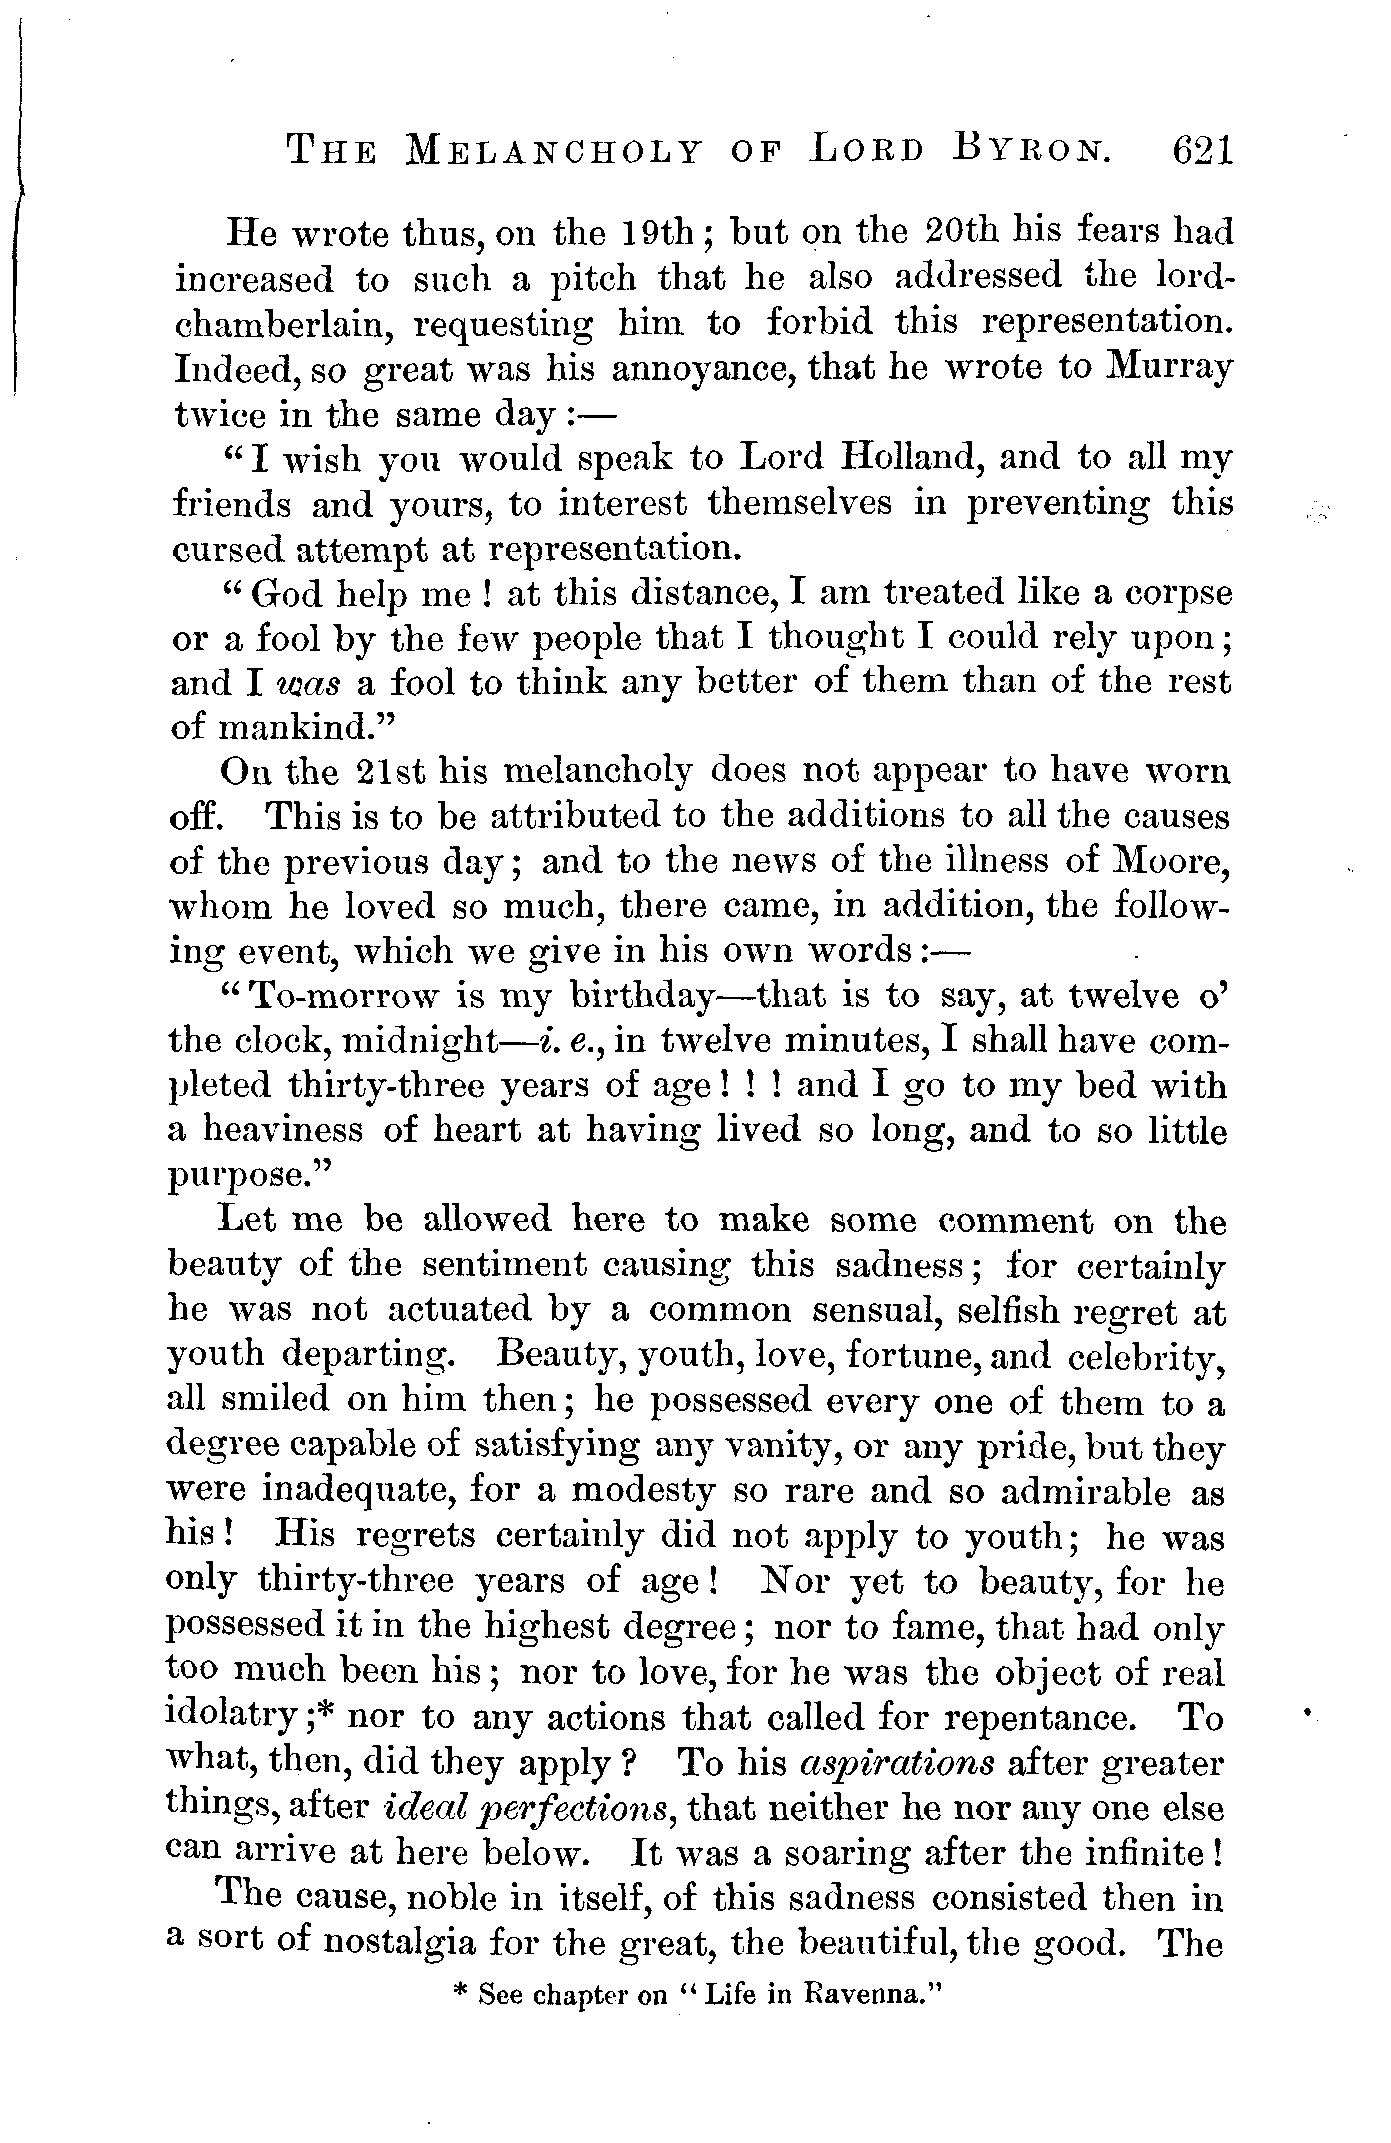 THE MELANCHOLY OF LORD BYRON. 621
He wrote thus, on the 19th; but on the 20th his fears had
increased to such a pitch that he also addressed the lord-
chamberlain, requesting him to forbid this representation.
Indeed, so great was his annoyance, that he wrote to Murray
twice in the same day :—
“I wish you would speak to Lord Holland, and to all my
friends and yours, to interest themselves in preventing this
cursed attempt at representation.
“God help me ! at this distance, I am treated like a corpse
or a fool by the few people that I thought I could rely upon;
and I was a fool to think any better of them than of the rest
of mankind.”
On the 21st his melancholy does not appear to have worn
off. This is to be attributed to the additions to all the causes
of the previous day; and to the news of the illness of Moore,
whom he loved so much, there came, in addition, the follow-
ing event, which we give in his own words :—
“To-morrow is my birthday—that is to say, at twelve o’
the clock, midnight—i. e., in twelve minutes, I shall have com-
pleted thirty-three years of age ! ! ! and I go to my bed with
a heaviness of heart at having lived so long, and to so little
purpose.”
Let me be allowed here to make some comment on the
beauty of the sentiment causing this sadness; for certainly
he was not actuated by a common sensual, selfish regret at
youth departing. Beauty, youth, love, fortune, and celebrity,
all smiled on him then; he possessed every one of them to a
degree capable of satisfying any vanity, or any pride, but they
were inadequate, for a modesty so rare and so admirable as
his ! His regrets certainly did not apply to youth; he was
only thirty-three years of age ! Nor yet to beauty, for he
possessed it in the highest degree; nor to fame, that had only
too much been his; nor to love, for he was the object of real
idolatry ;* nor to any actions that called for repentance. To
what, then, did they apply ? To his aspirations after greater
things, after ideal perfections, that neither he nor any one else
can arrive at here below. It was a soaring after the infinite !
The cause, noble in itself, of this sadness consisted then in
a sort of nostalgia for the great, the beautiful, the good. The
* See chapter on “Life in Ravenna.”